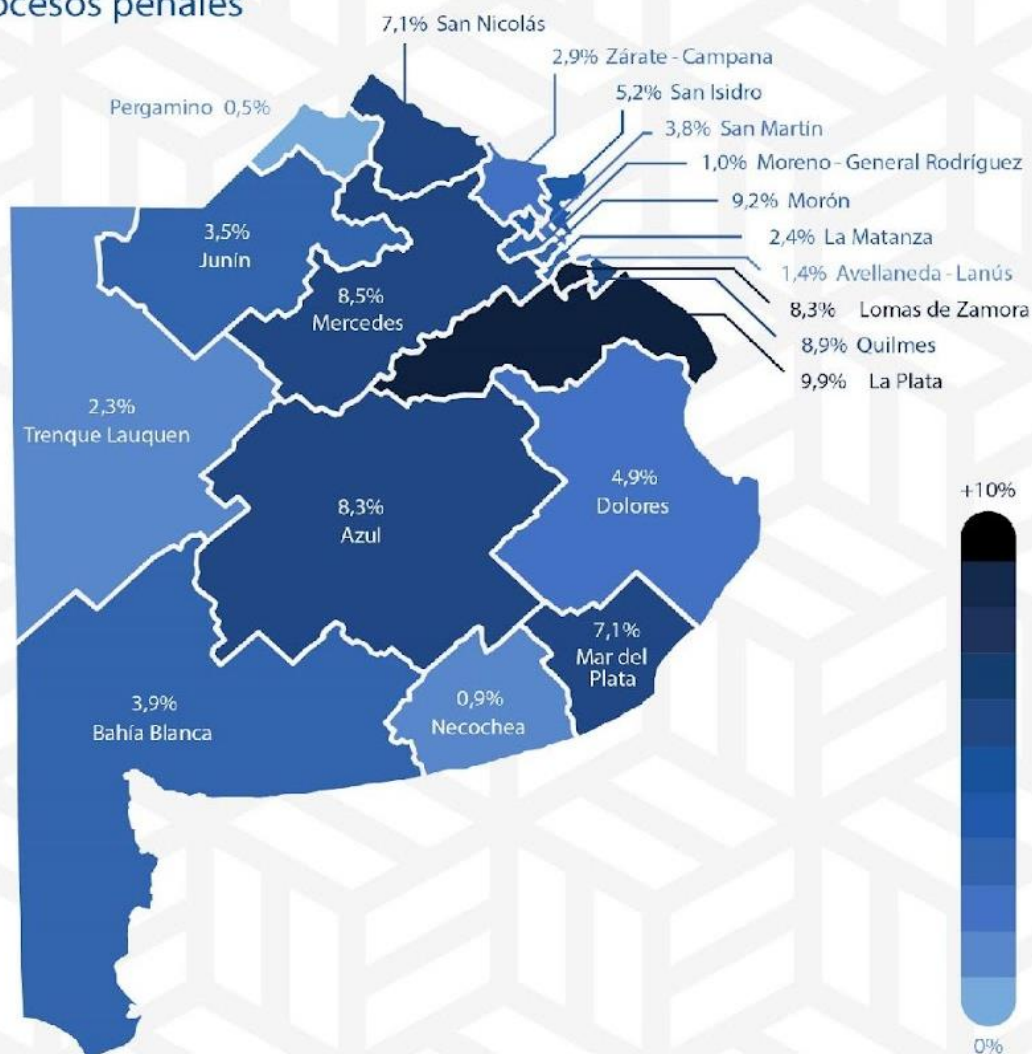 procesos penales
7,1% San Nicolás
2,9% Zárate - Campana
5,2% San Isidro
Pergamino 0,5%
3,8% San Martín
1,0% Moreno - General Rodríguez
9,2% Morón
3,5%
Junín
2,4% La Matanza
1,4% Avellaneda - Lanús
8,5%
Mercedes
8,3% Lomas de Zamora
8,9% Quilmes
9,9% La Plata
2,3%
Trenque Lauquen
4,9%
Dolores
8,3%
Azul
+10%
7,1%
Mar del
Plata
3,9%
Bahía Blanca
0,9%
Necochea
0%